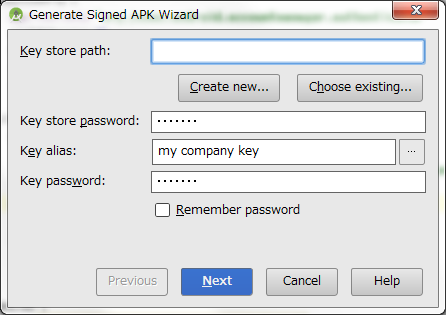 Generate Signed APK Wizard
Key store path:
Create new... Choose existing...
Key store password: •••••••
Key alias: my company key ...
Key password: •••••••
Remember password
Previous Next Cancel Help